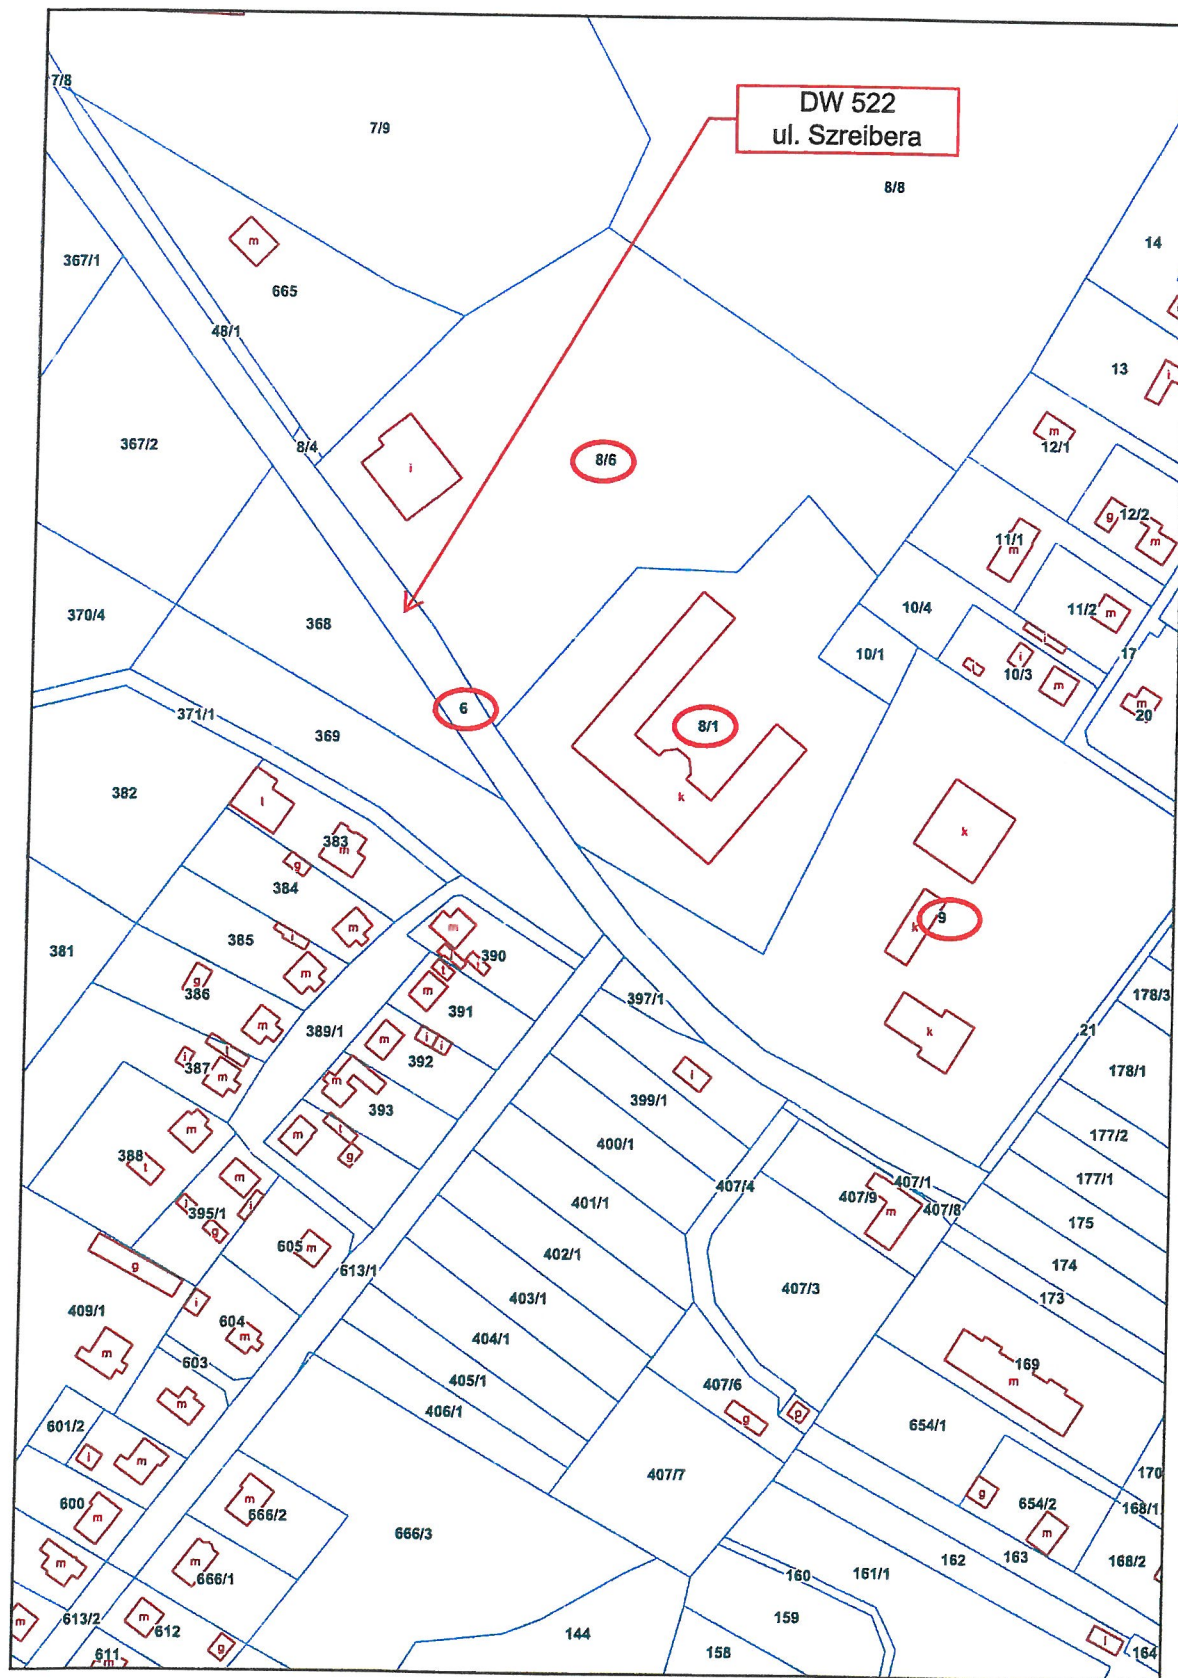 7/8
DW 522
ul. Szreibera
7/9
8/8
14
m
367/1
665
48/1
13
i
367/2
8/4
i
8/6
m
12/1
g
12/2
m
11/1
m
370/4
368
10/4
11/2
m
i
17
10/1
i
i
10/3
m
m
20
371/1
6
8/1
369
382
k
i
383
m
k
g
384
385
i
m
m
390
i
9
k
381
m
386
g
i
m
391
397/1
178/3
m
389/1
m
i
i
392
k
21
i
387
i
m
i
178/1
m
393
399/1
m
m
i
g
400/1
177/2
388
i
m
407/4
407/1
177/1
i
395/1
i
g
401/1
407/9
m
407/8
175
605
m
402/1
174
g
613/1
407/3
173
i
403/1
409/1
604
m
404/1
m
603
405/1
407/6
169
m
m
406/1
g
p
654/1
601/2
i
m
407/7
170
600
m
m
666/2
g
654/2
168/1
666/3
m
m
m
666/1
160
161/1
162
163
168/2
m
613/2
m
612
g
144
159
i
164
611
m
158